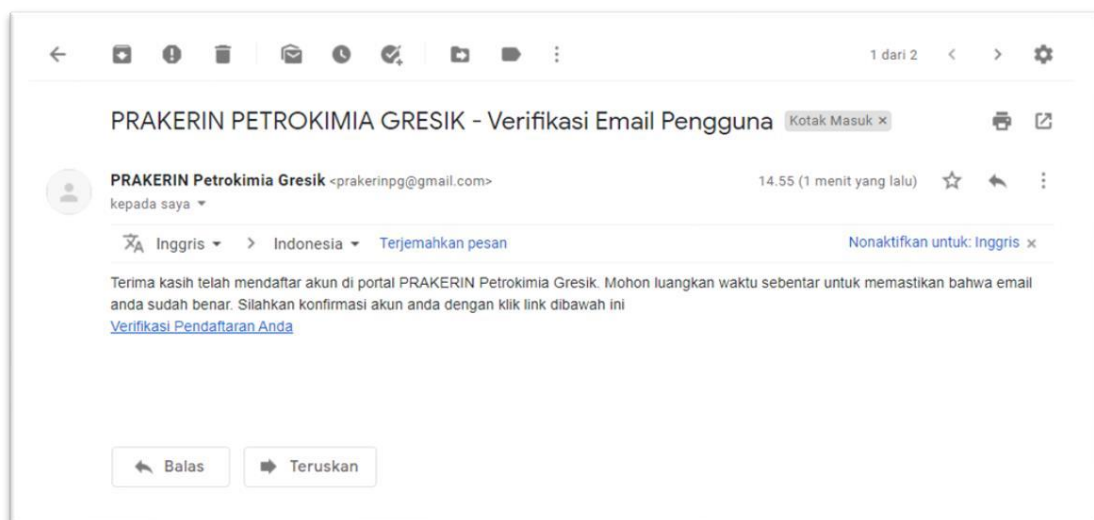 1 dari 2
PRAKERIN PETROKIMIA GRESIK - Verifikasi Email Pengguna Kotak Masuk ×
PRAKERIN Petrokimia Gresik <prakerinpg@gmail.com> 14.55 (1 menit yang lalu)
kepada saya
Inggris > Indonesia Terjemahkan pesan Nonaktifkan untuk: Inggris ×
Terima kasih telah mendaftar akun di portal PRAKERIN Petrokimia Gresik. Mohon luangkan waktu sebentar untuk memastikan bahwa email
anda sudah benar. Silahkan konfirmasi akun anda dengan klik link dibawah ini
Verifikasi Pendaftaran Anda
Balas Teruskan